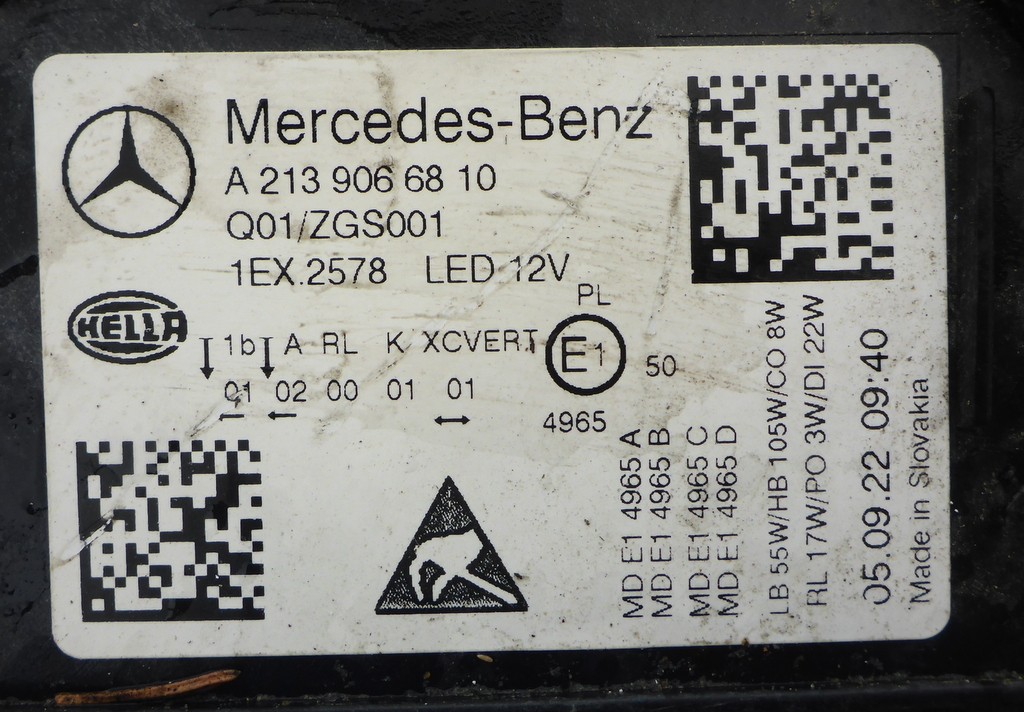 Mercedes-Benz
A 213 906 68 10
Q01/ZGS001
1EX.2578 LED 12V
HELLA
PL
1b A RL K XCVERT E1 50
01 02 00 01 01
4965
MD E1 4965 A
MD E1 4965 B
MD E1 4965 C
MD E1 4965 D
LB 55W/HB 105W/CO 8W
RL 17W/PO 3W/DI 22W
05.09.22 09:40
Made in Slovakia